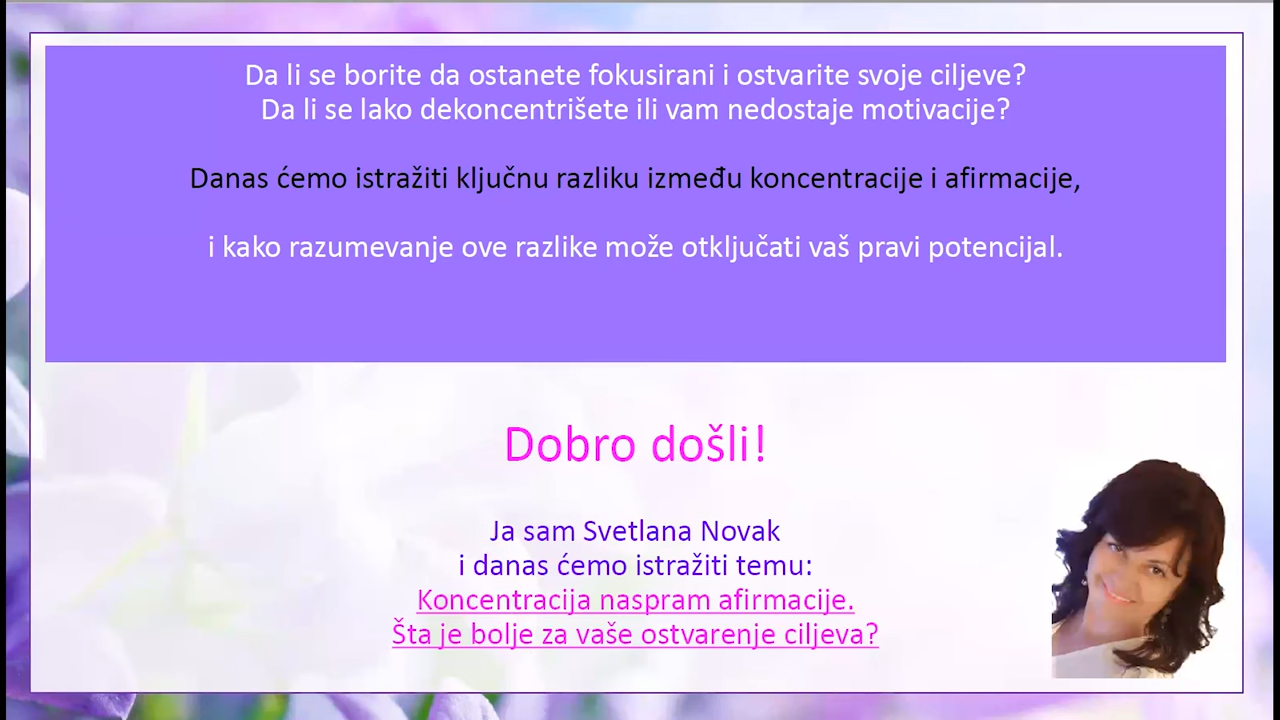 Da li se borite da ostanete fokusirani i ostvarite svoje ciljeve?
Da li se lako dekoncentrišete ili vam nedostaje motivacije?
Danas ćemo istražiti ključnu razliku između koncentracije i afirmacije,
i kako razumevanje ove razlike može otključati vaš pravi potencijal.
Dobro došli!
Ja sam Svetlana Novak
i danas ćemo istražiti temu:
Koncentracija naspram afirmacije.
Šta je bolje za vaše ostvarenje ciljeva?